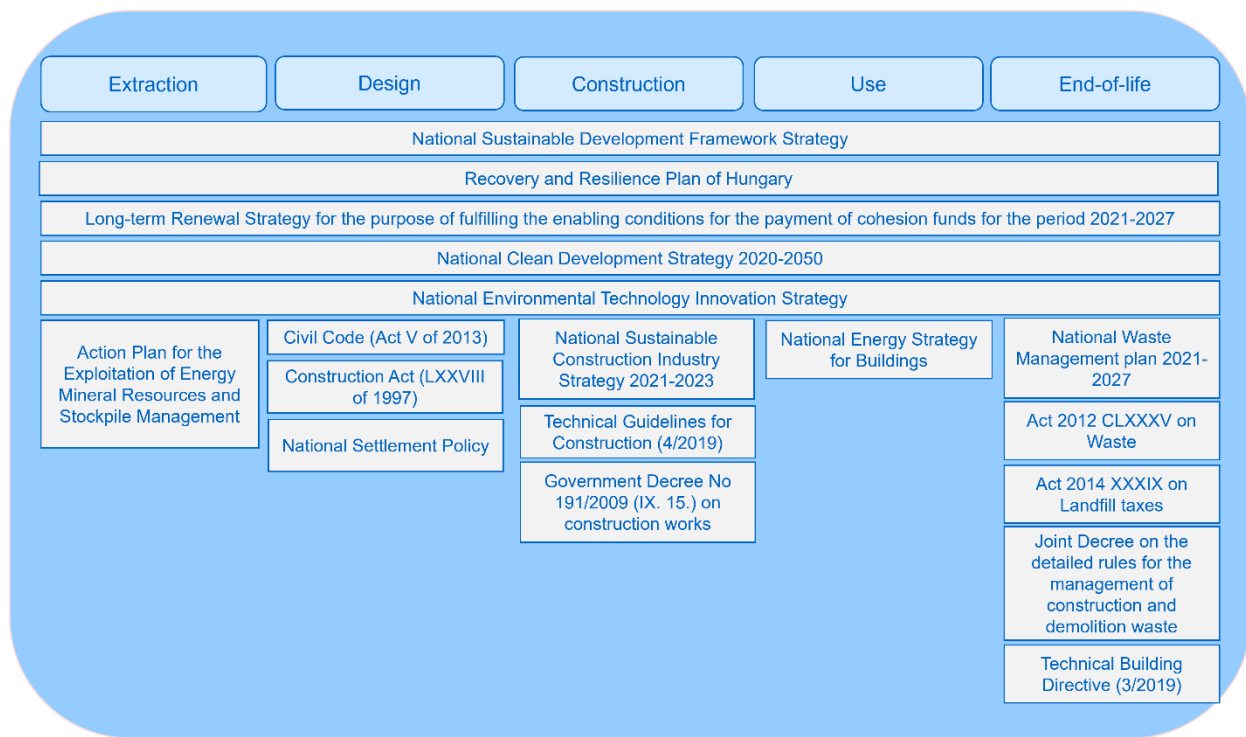 Extraction
Design
Construction
Use
End-of-life
National Sustainable Development Framework Strategy
Recovery and Resilience Plan of Hungary
Long-term Renewal Strategy for the purpose of fulfilling the enabling conditions for the payment of cohesion funds for the period 2021-2027
National Clean Development Strategy 2020-2050
National Environmental Technology Innovation Strategy
Action Plan for the
Exploitation of Energy
Mineral Resources and
Stockpile Management
Civil Code (Act V of 2013)
Construction Act (LXXVIII
of 1997)
National Settlement Policy
National Sustainable
Construction Industry
Strategy 2021-2023
Technical Guidelines for
Construction (4/2019)
Government Decree No
191/2009 (IX. 15.) on
construction works
National Energy Strategy
for Buildings
National Waste
Management plan 2021-
2027
Act 2012 CLXXXV on
Waste
Act 2014 XXXIX on
Landfill taxes
Joint Decree on the
detailed rules for the
management of
construction and
demolition waste
Technical Building
Directive (3/2019)